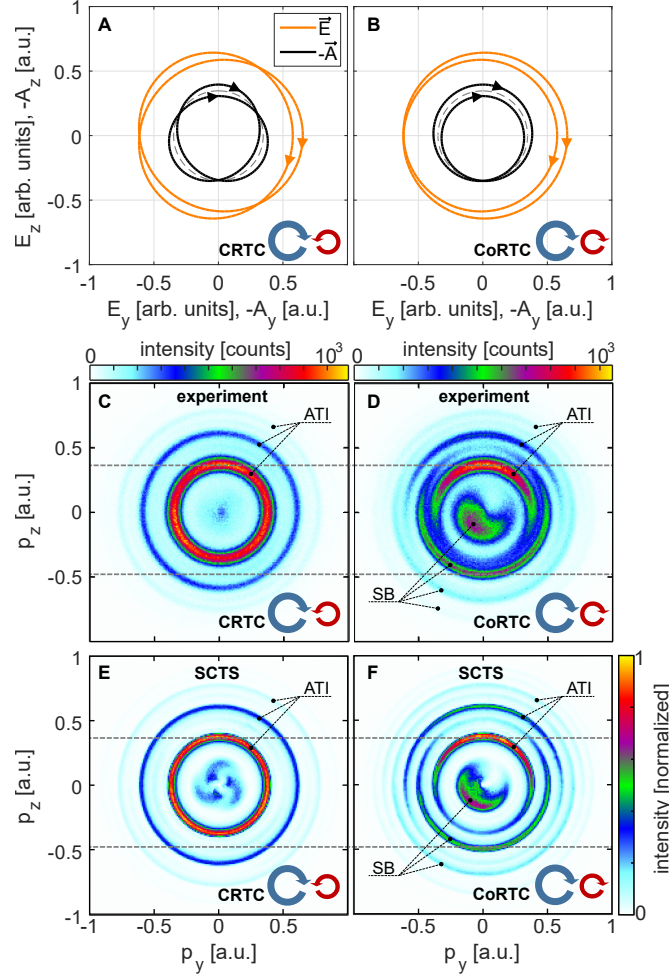 A
E⃗
-A⃗
B
1
0.5
0
-0.5
-1
E_z [arb. units], -A_z [a.u.]
CRTC
CoRTC
-1 -0.5 0 0.5 -1 -0.5 0 0.5 1
E_y [arb. units], -A_y [a.u.]
E_y [arb. units], -A_y [a.u.]
0 intensity [counts] 10^3
0 intensity [counts] 10^3
C experiment
ATI
D experiment
ATI
1
0.5
0
-0.5
-1
p_z [a.u.]
CRTC
SB
CoRTC
E SCTS
ATI
F SCTS
ATI
1
0.5
0
-0.5
-1
p_z [a.u.]
CRTC
SB
CoRTC
-1 -0.5 0 0.5 -1 -0.5 0 0.5 1
p_y [a.u.]
p_y [a.u.]
1
0
intensity [normalized]